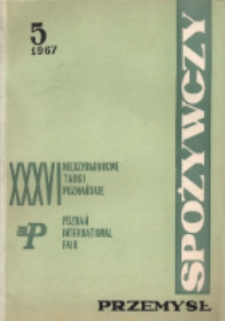 5
1967
XXXVI
MIĘDZYNARODOWE
TARGI
POZNAŃSKIE
P
POZNAŃ
INTERNATIONAL
FAIR
SPOŻYWCZY
PRZEMYSŁ